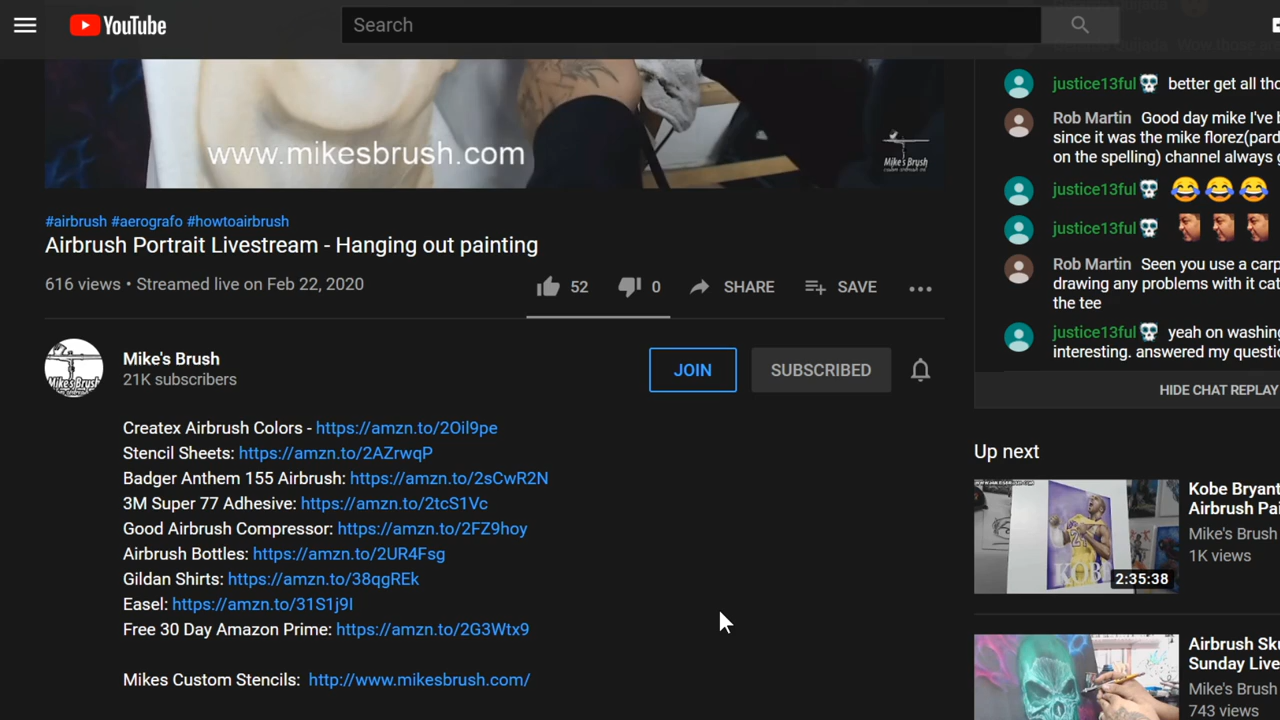 YouTube
Search
www.mikesbrush.com
Mike's Brush
#airbrush #aerografo #howtoairbrush
Airbrush Portrait Livestream - Hanging out painting
616 views • Streamed live on Feb 22, 2020
52
0
SHARE
SAVE
Mike's Brush
Mike's Brush
21K subscribers
JOIN
SUBSCRIBED
Createx Airbrush Colors - https://amzn.to/2Oil9pe
Stencil Sheets: https://amzn.to/2AZrwqP
Badger Anthem 155 Airbrush: https://amzn.to/2sCwR2N
3M Super 77 Adhesive: https://amzn.to/2tcS1Vc
Good Airbrush Compressor: https://amzn.to/2FZ9hoy
Airbrush Bottles: https://amzn.to/2UR4Fsg
Gildan Shirts: https://amzn.to/38qgREk
Easel: https://amzn.to/31S1j9I
Free 30 Day Amazon Prime: https://amzn.to/2G3Wtx9
Mikes Custom Stencils: http://www.mikesbrush.com/
justice13ful better get all tho
Rob Martin Good day mike I've b
since it was the mike florez(pard
on the spelling) channel always g
justice13ful
justice13ful
Rob Martin Seen you use a carp
drawing any problems with it cat
the tee
justice13ful yeah on washing
interesting. answered my questio
HIDE CHAT REPLAY
Up next
KOBE
2:35:38
Kobe Bryant
Airbrush Pai
Mike's Brush
1K views
Airbrush Sku
Sunday Live
Mike's Brush
743 views